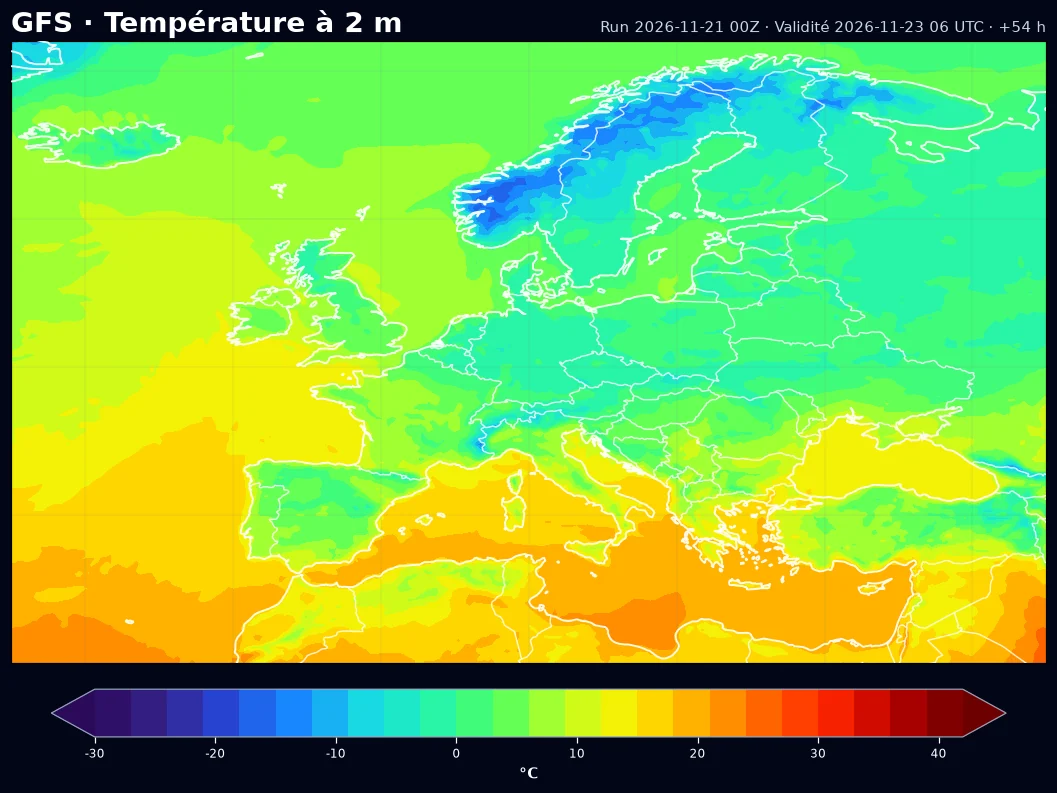 GFS · Température à 2 m
Run 2026-11-21 00Z · Validité 2026-11-23 06 UTC · +54 h
-30 -20 -10 0 10 20 30 40
°C